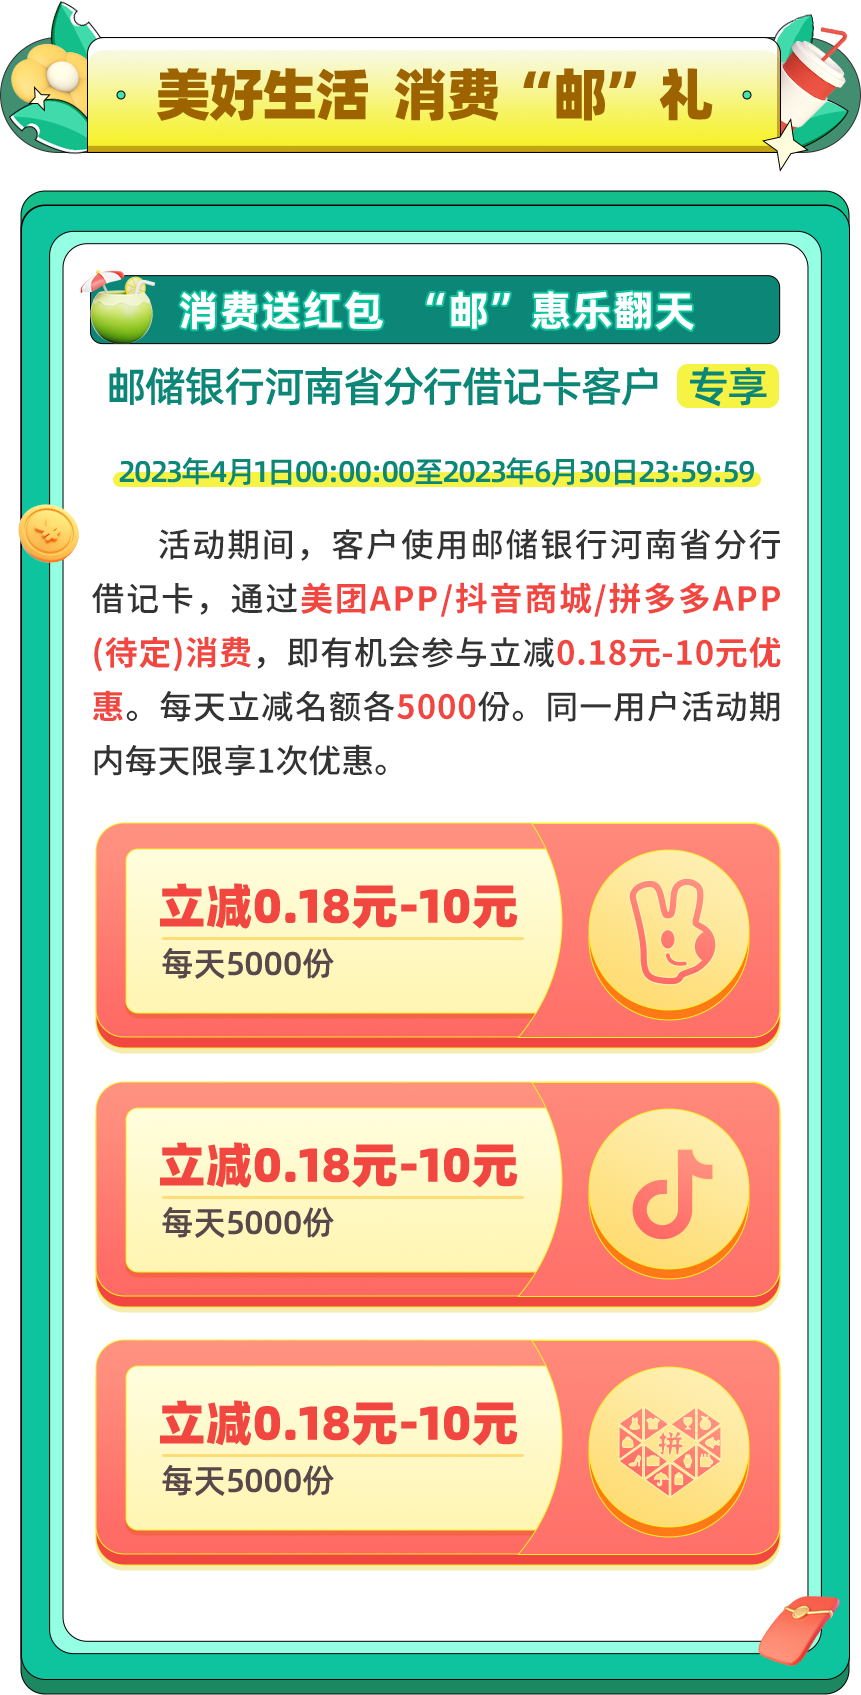 美好生活 消费“邮”礼
消费送红包 “邮”惠乐翻天
邮储银行河南省分行借记卡客户 专享
2023年4月1日00:00:00至2023年6月30日23:59:59
活动期间，客户使用邮储银行河南省分行
借记卡，通过美团APP/抖音商城/拼多多APP
(待定)消费，即有机会参与立减0.18元-10元优
惠。每天立减名额各5000份。同一用户活动期
内每天限享1次优惠。
立减0.18元-10元
每天5000份
立减0.18元-10元
每天5000份
立减0.18元-10元
每天5000份
拼